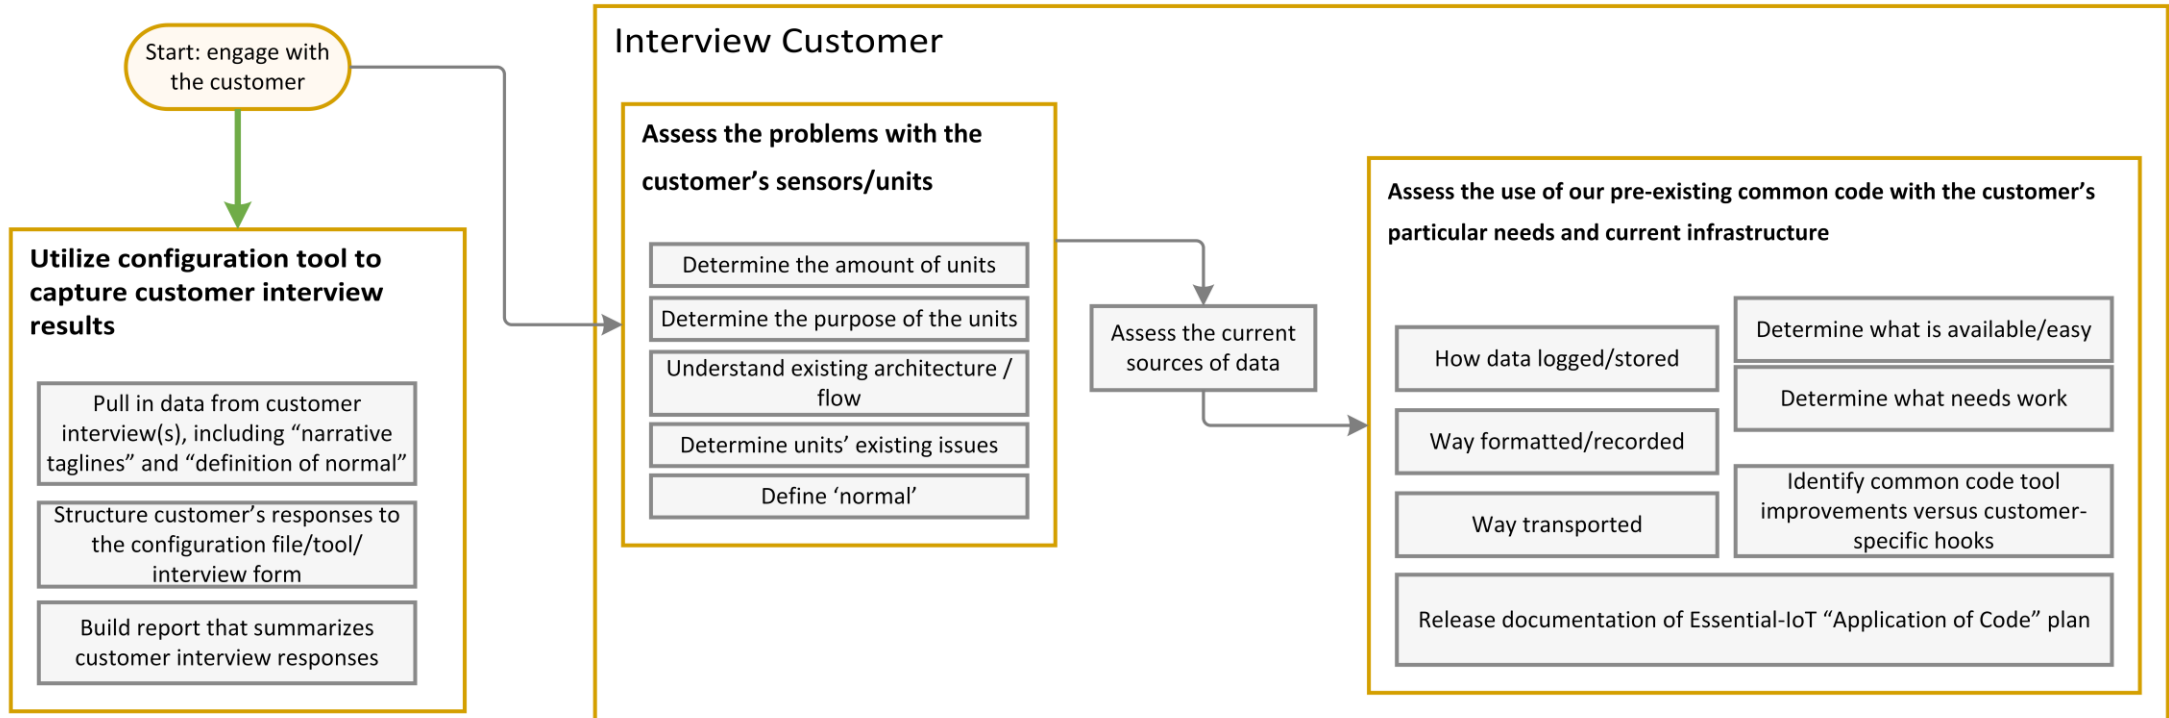 Start: engage with
the customer
Utilize configuration tool to
capture customer interview
results
Pull in data from customer
interview(s), including “narrative
taglines” and “definition of normal”
Structure customer’s responses to
the configuration file/tool/
interview form
Build report that summarizes
customer interview responses
Interview Customer
Assess the problems with the
customer’s sensors/units
Determine the amount of units
Determine the purpose of the units
Understand existing architecture /
flow
Determine units’ existing issues
Define ‘normal’
Assess the current
sources of data
Assess the use of our pre-existing common code with the customer’s
particular needs and current infrastructure
How data logged/stored
Way formatted/recorded
Way transported
Determine what is available/easy
Determine what needs work
Identify common code tool
improvements versus customer-
specific hooks
Release documentation of Essential-IoT “Application of Code” plan